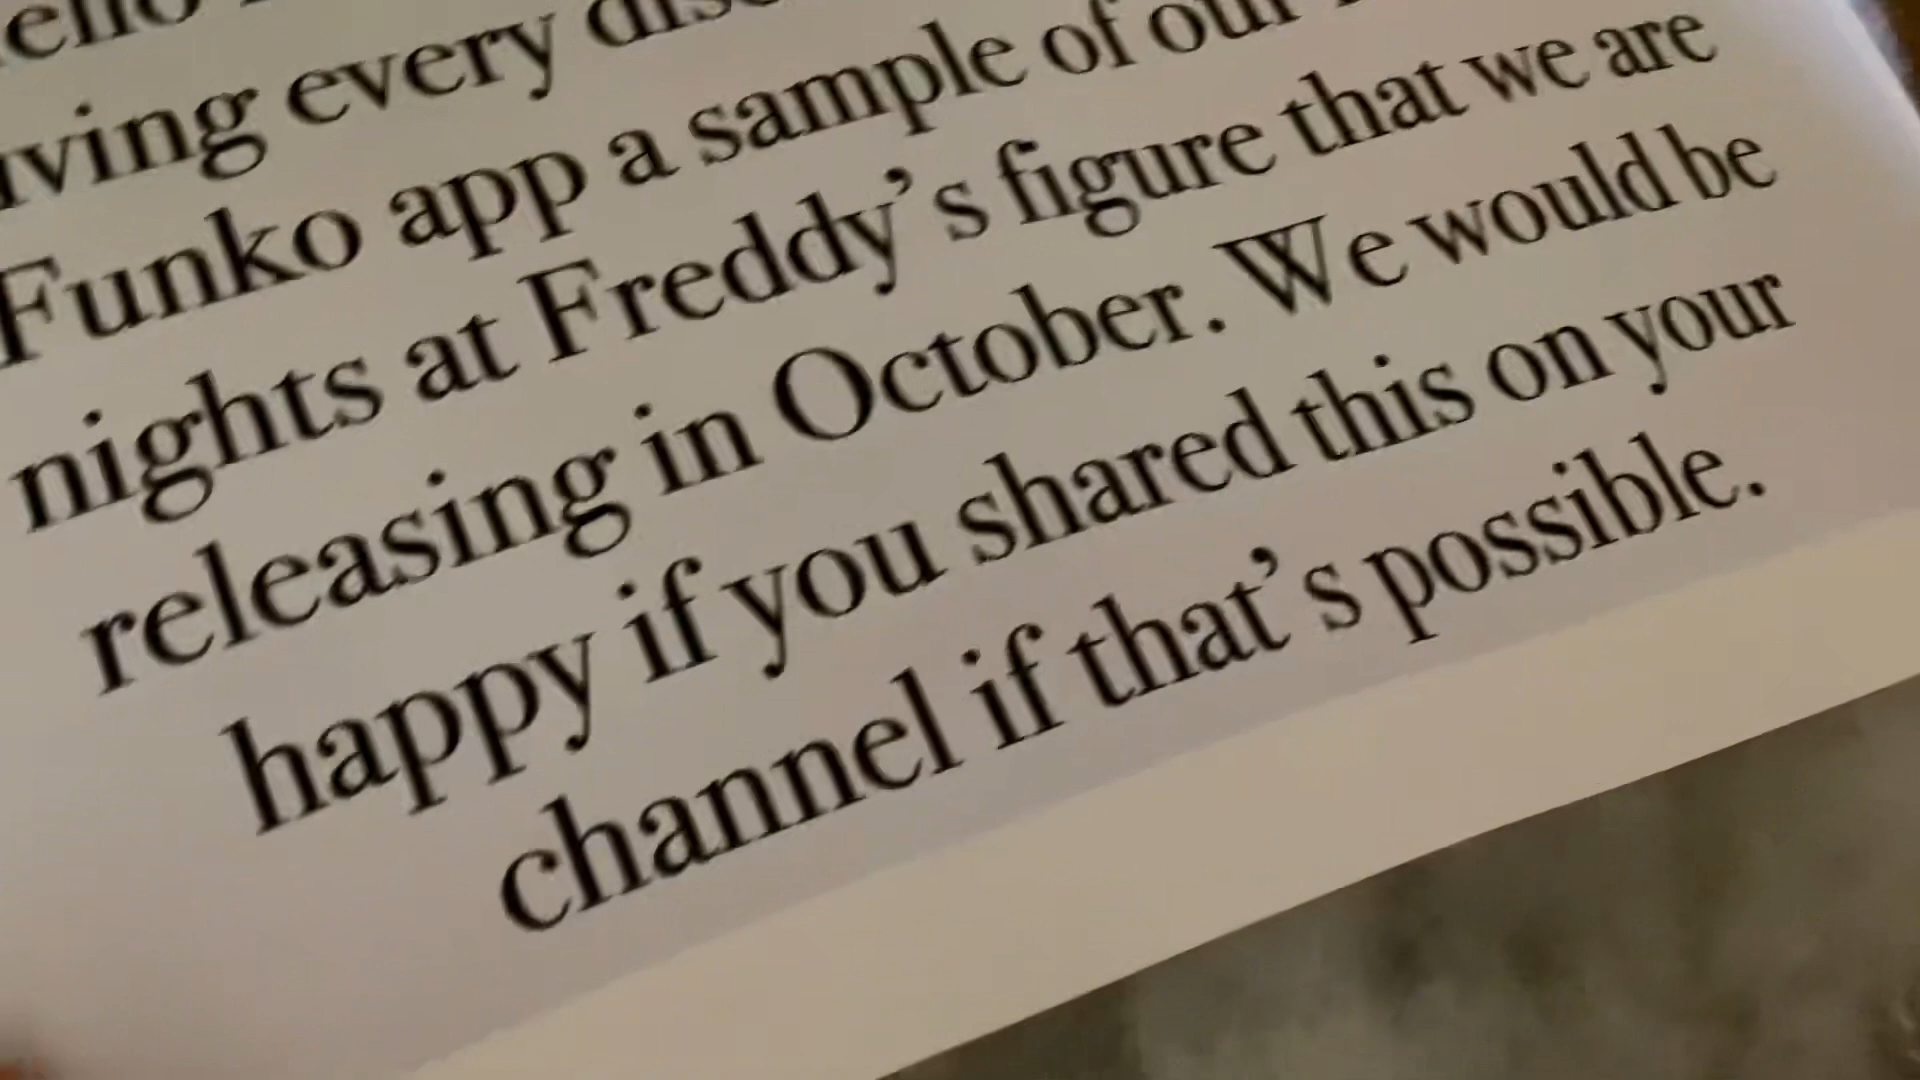 every
Funko app a sample of our
nights at Freddy’s figure that we are
releasing in October. We would be
happy if you shared this on your
channel if that’s possible.